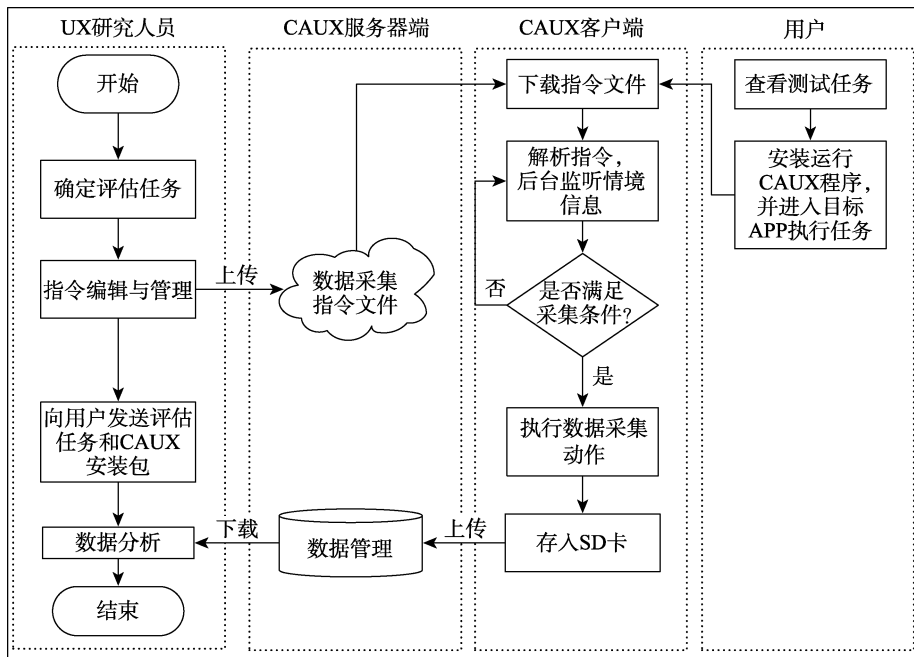 UX研究人员
CAUX服务器端
CAUX客户端
用户
开始
确定评估任务
指令编辑与管理
上传
向用户发送评估
任务和CAUX
安装包
数据分析
结束
数据采集
指令文件
下载
数据管理
上传
下载指令文件
解析指令，
后台监听情境
信息
是否满足
采集条件？
否
是
执行数据采集
动作
存入SD卡
查看测试任务
安装运行
CAUX程序，
并进入目标
APP执行任务